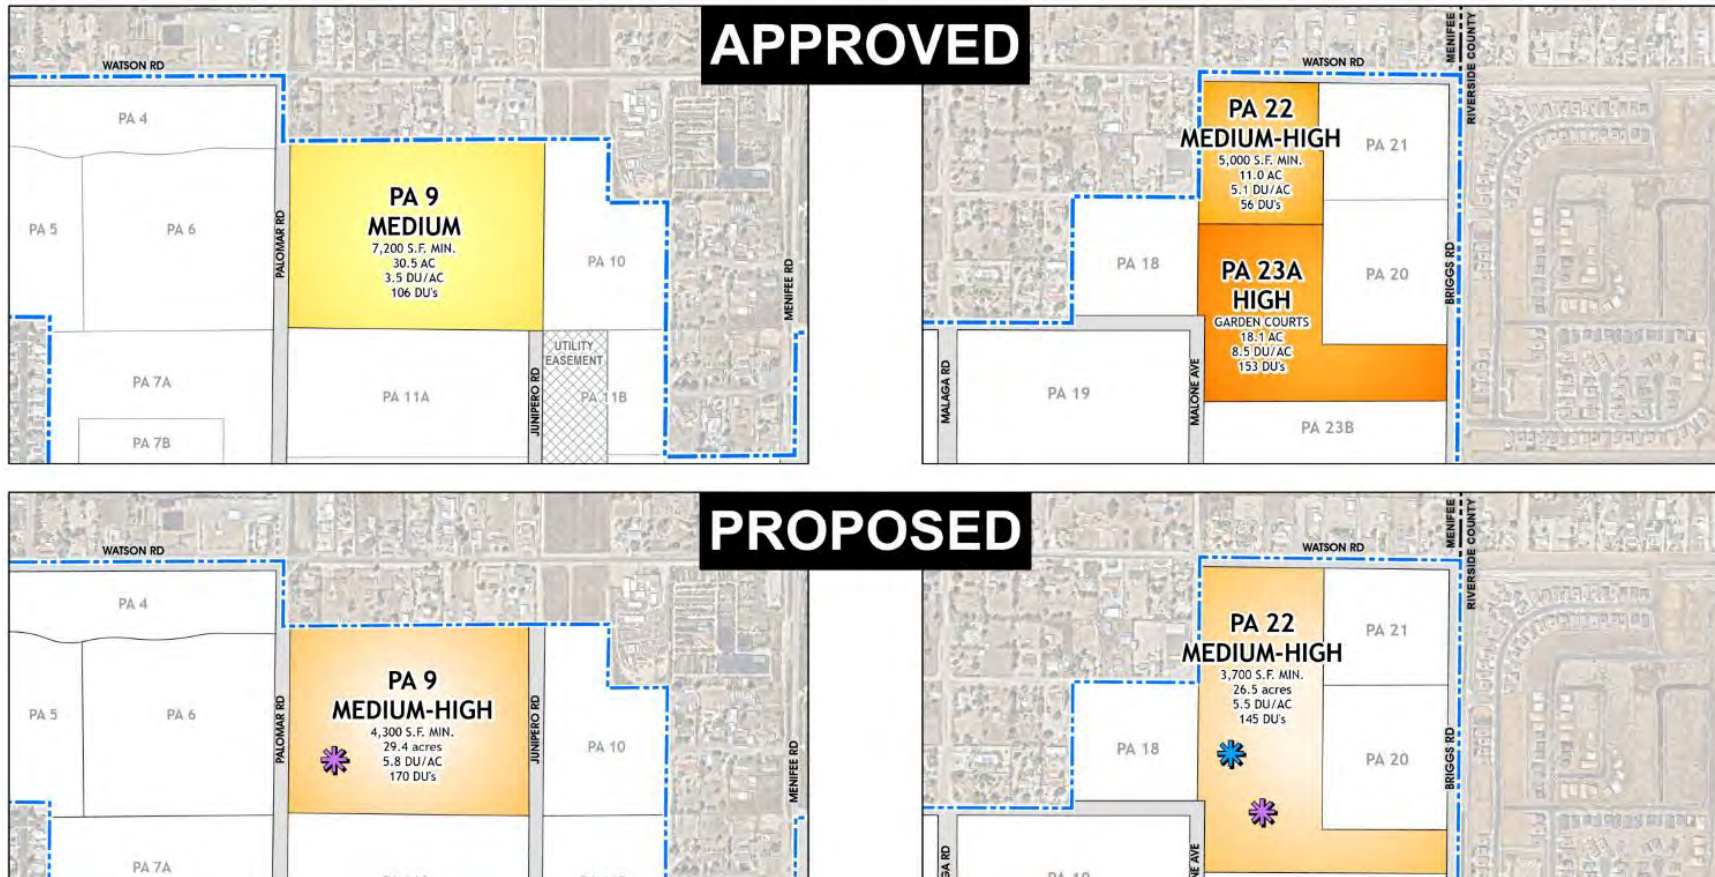 APPROVED
WATSON RD
PA 4
PA 5
PA 6
PALOMAR RD
PA 9
MEDIUM
7,200 S.F. MIN.
30.5 AC
3.5 DU/AC
106 DU's
PA 10
MENIFEE RD
PA 7A
PA 7B
PA 11A
JUNIPERO RD
UTILITY
EASEMENT
PA 11B
WATSON RD
MENIFEE
RIVERSIDE COUNTY
PA 22
MEDIUM-HIGH
5,000 S.F. MIN.
11.0 AC
5.1 DU/AC
56 DU's
PA 21
PA 18
PA 23A
HIGH
GARDEN COURTS
18.1 AC
8.5 DU/AC
153 DU's
PA 20
BRIGGS RD
MALAGA RD
PA 19
MALONE AVE
PA 23B
PROPOSED
WATSON RD
PA 4
PA 5
PA 6
PALOMAR RD
PA 9
MEDIUM-HIGH
4,300 S.F. MIN.
29.4 acres
5.8 DU/AC
170 DU's
JUNIPERO RD
PA 10
MENIFEE RD
PA 7A
WATSON RD
MENIFEE
RIVERSIDE COUNTY
PA 22
MEDIUM-HIGH
3,700 S.F. MIN.
26.5 acres
5.5 DU/AC
145 DU's
PA 21
PA 18
PA 20
BRIGGS RD
GA RD
NE AVE